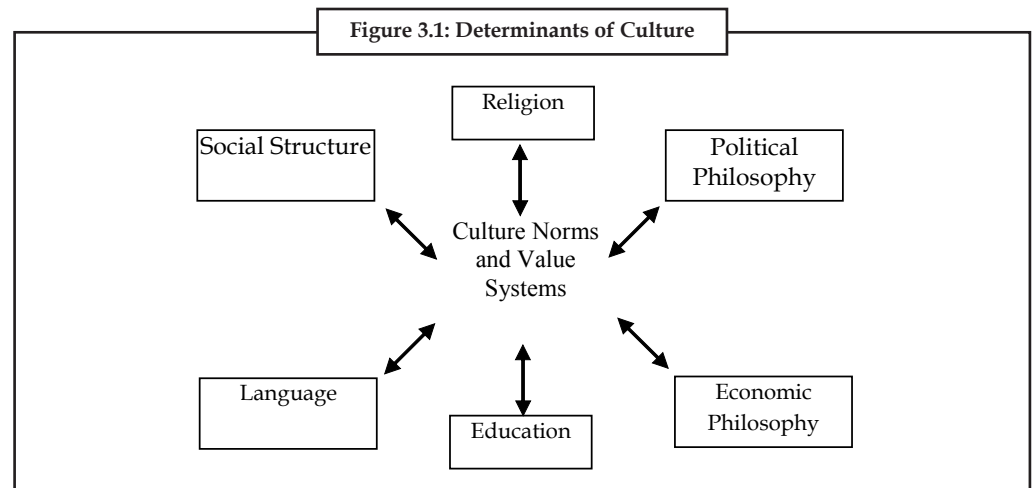 Figure 3.1: Determinants of Culture
Religion
Social Structure
Political
Philosophy
Culture Norms
and Value
Systems
Language
Education
Economic
Philosophy